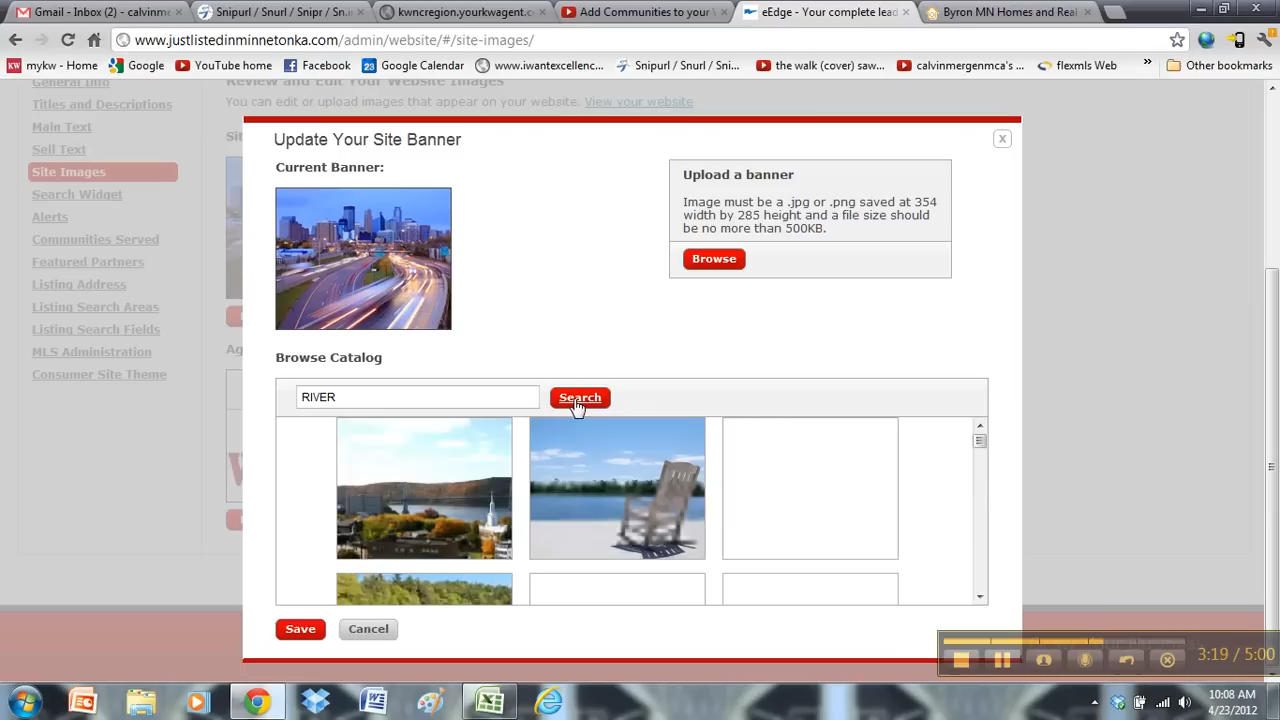 Gmail - Inbox (2) - calvinme
Snipurl / Snurl / Snipr / Sn.
kwncregion.yourkwagent.c
Add Communities to your
eEdge - Your complete lead
Byron MN Homes and Real
www.justlistedinminnetonka.com/admin/website/#/site-images/
mykw - Home
Google
YouTube home
Facebook
Google Calendar
www.iwantexcellenc...
Snipurl / Snurl / Sni...
the walk (cover) saw...
calvinmergenmca's ...
flexmls Web
»
Other bookmarks
General Info
Titles and Descriptions
Main Text
Sell Text
Site Images
Search Widget
Alerts
Communities Served
Featured Partners
Listing Address
Listing Search Areas
Listing Search Fields
MLS Administration
Consumer Site Theme
Review and Edit Your Website Images
You can edit or upload images that appear on your website. View your website
Update Your Site Banner
X
Current Banner:
Upload a banner
Image must be a .jpg or .png saved at 354
width by 285 height and a file size should
be no more than 500KB.
Browse
Browse Catalog
RIVER
Search
Save
Cancel
3:19 / 5:00
10:08 AM
4/23/2012